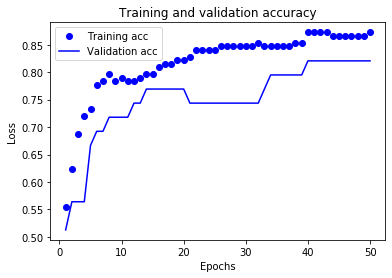 Training and validation accuracy
Training acc
Validation acc
0.85
0.80
0.75
0.70
0.65
0.60
0.55
0.50
Loss
0 10 20 30 40 50
Epochs